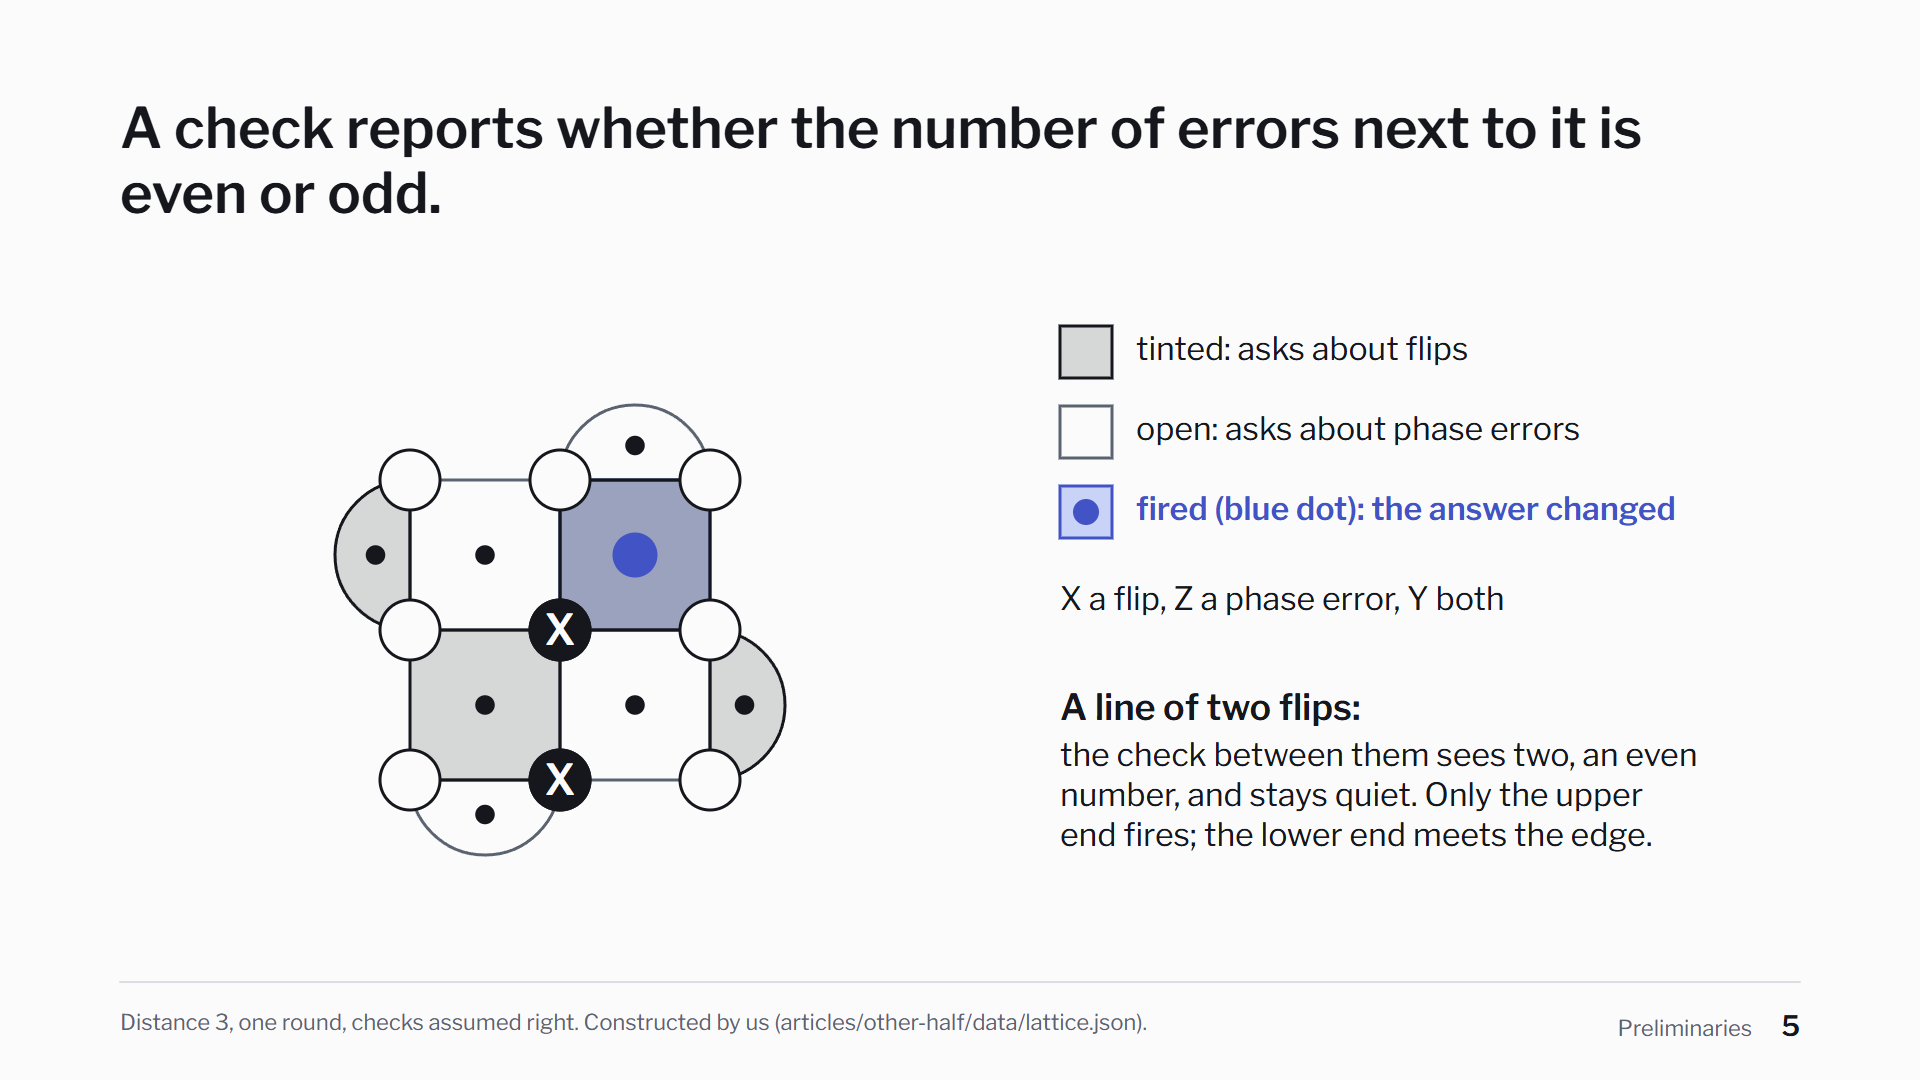 A check reports whether the number of errors next to it is
even or odd.
tinted: asks about flips
open: asks about phase errors
fired (blue dot): the answer changed
X a flip, Z a phase error, Y both
X
X
A line of two flips:
the check between them sees two, an even
number, and stays quiet. Only the upper
end fires; the lower end meets the edge.
Distance 3, one round, checks assumed right. Constructed by us (articles/other-half/data/lattice.json).
Preliminaries 5